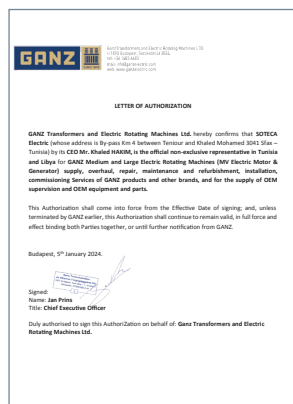 GANZ
Ganz Transformers and Electric Rotating Machines Ltd.
LETTER OF AUTHORIZATION
GANZ Transformers and Electric Rotating Machines Ltd. hereby confirms that SOTECA
Electric (whose address is By-pass Km 4 between Teniour and Khaled Mohamed 3041 Sfax –
Tunisia) by its CEO Mr. Khaled HAKIM, is the official non-exclusive representative in Tunisia
and Libya for GANZ Medium and Large Electric Rotating Machines (MV Electric Motor &
Generator) supply, overhaul, repair, maintenance and refurbishment, installation,
commissioning Services of GANZ products and other brands, and for the supply of OEM
supervision and OEM equipment and parts.
This Authorization shall come into force from the Effective Date of signing; and, unless
terminated by GANZ earlier, this Authorization shall continue to remain valid, in full force and
effect binding both Parties together, or until further notification from GANZ.
Budapest, 5th January 2024.
Signed:
Name: Jan Prins
Title: Chief Executive Officer
Duly authorised to sign this AuthoriZation on behalf of: Ganz Transformers and Electric
Rotating Machines Ltd.